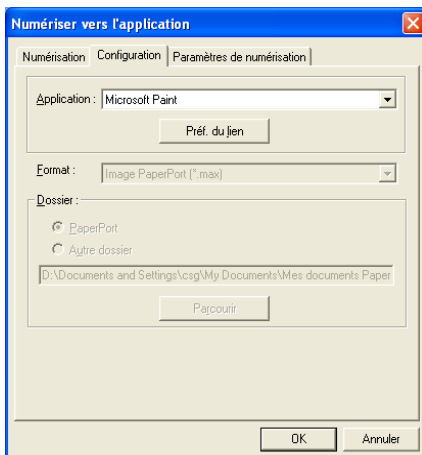 Numériser vers l'application
Numérisation Configuration Paramètres de numérisation
Application : Microsoft Paint
Préf. du lien
Format : Image PaperPort (*.max)
Dossier :
PaperPort
Autre dossier
D:\Documents and Settings\csg\My Documents\Mes documents Paper
Parcourir
OK Annuler